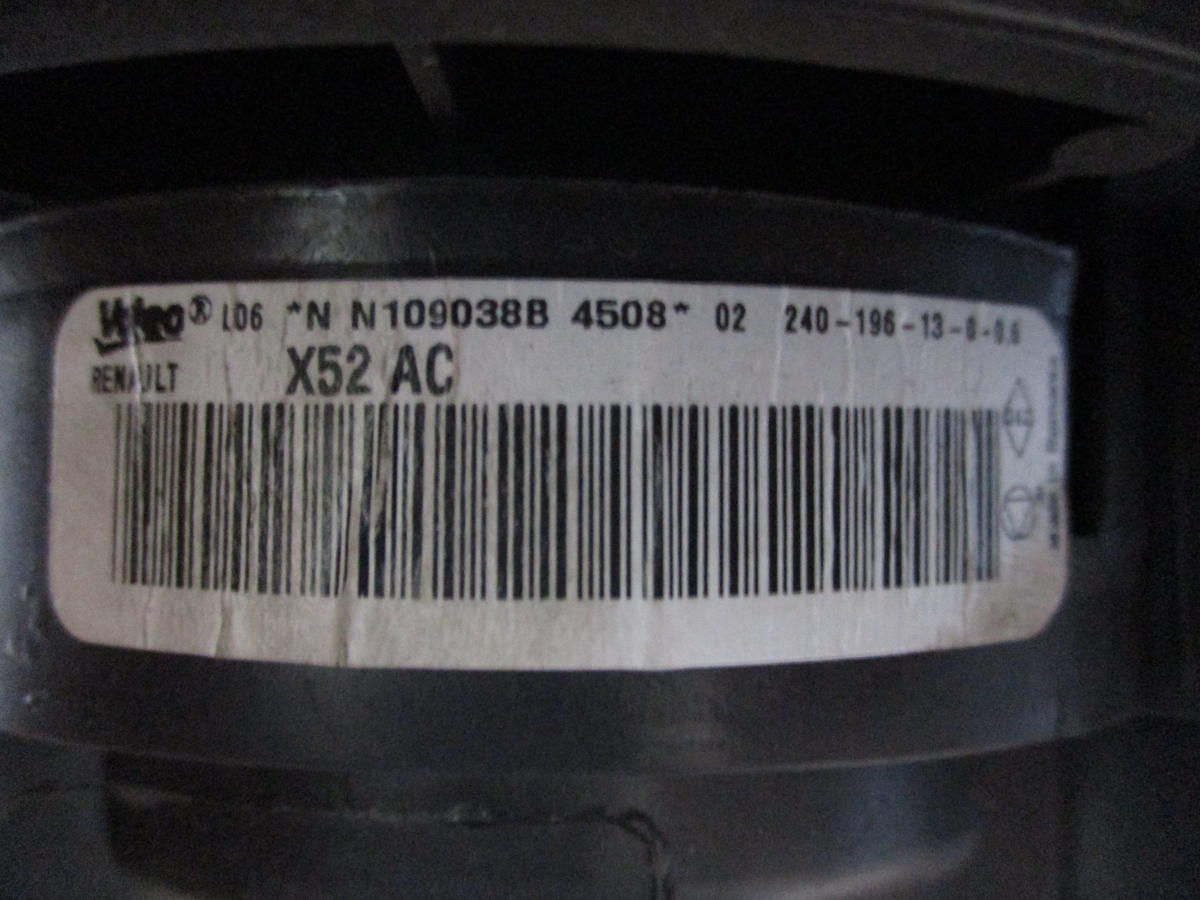 Valeo® L06 *N N109038B 4508* 02 240-196-13-0-0.6
RENAULT X52 AC